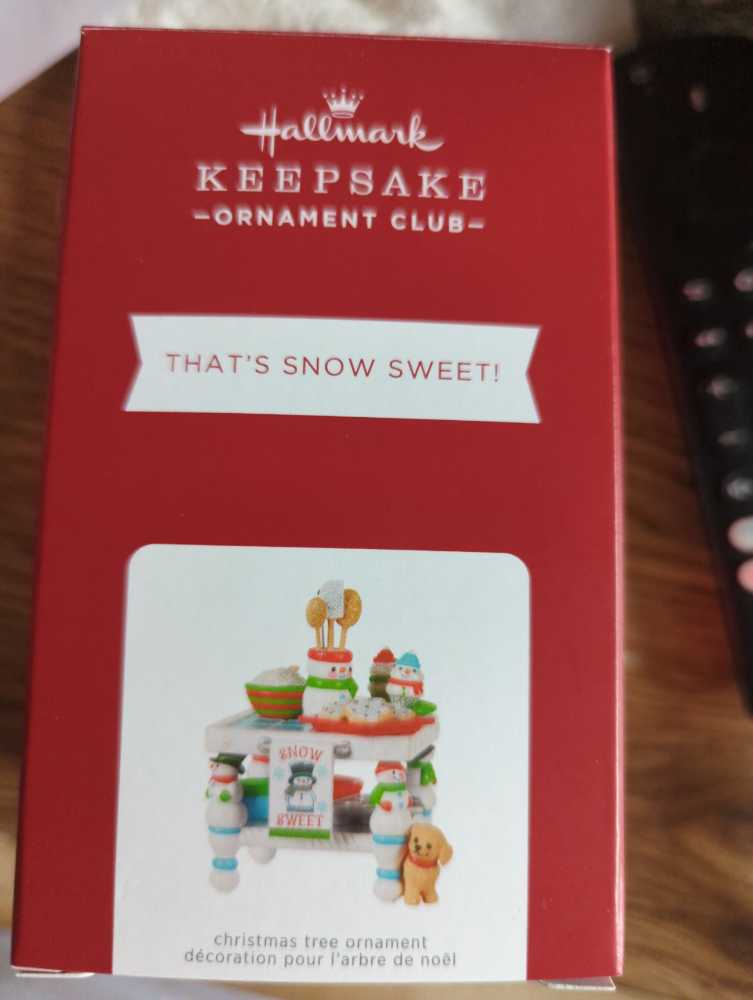 Hallmark
KEEPSAKE
-ORNAMENT CLUB-
THAT'S SNOW SWEET!
SNOW
SWEET
christmas tree ornament
décoration pour l'arbre de noël